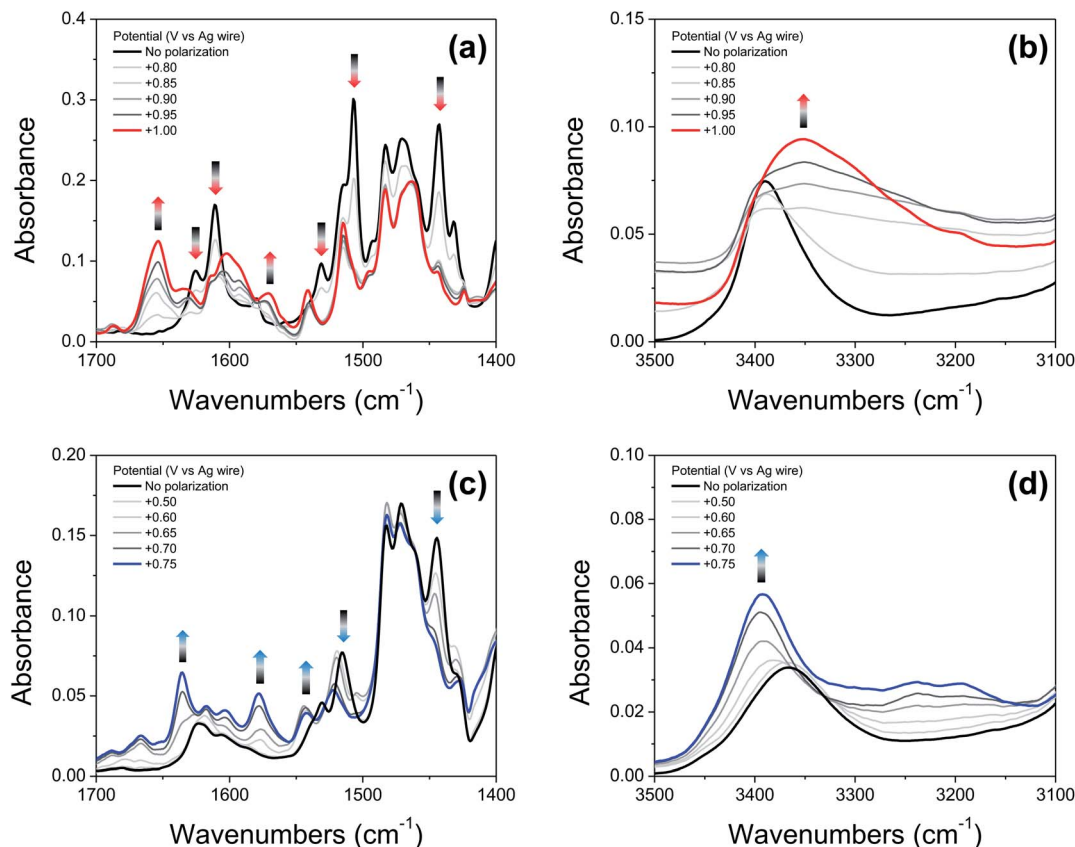 0.4
0.3
0.2
0.1
0.0
Absorbance
Potential (V vs Ag wire)
No polarization
+0.80
+0.85
+0.90
+0.95
+1.00
(a)
1700
1600
1500
1400
Wavenumbers (cm⁻¹)
0.15
0.10
0.05
0.00
Absorbance
Potential (V vs Ag wire)
No polarization
+0.80
+0.85
+0.90
+0.95
+1.00
(b)
3500
3400
3300
3200
3100
Wavenumbers (cm⁻¹)
0.20
0.15
0.10
0.05
0.00
Absorbance
Potential (V vs Ag wire)
No polarization
+0.50
+0.60
+0.65
+0.70
+0.75
(c)
1700
1600
1500
1400
Wavenumbers (cm⁻¹)
0.10
0.08
0.06
0.04
0.02
0.00
Absorbance
Potential (V vs Ag wire)
No polarization
+0.50
+0.60
+0.65
+0.70
+0.75
(d)
3500
3400
3300
3200
3100
Wavenumbers (cm⁻¹)